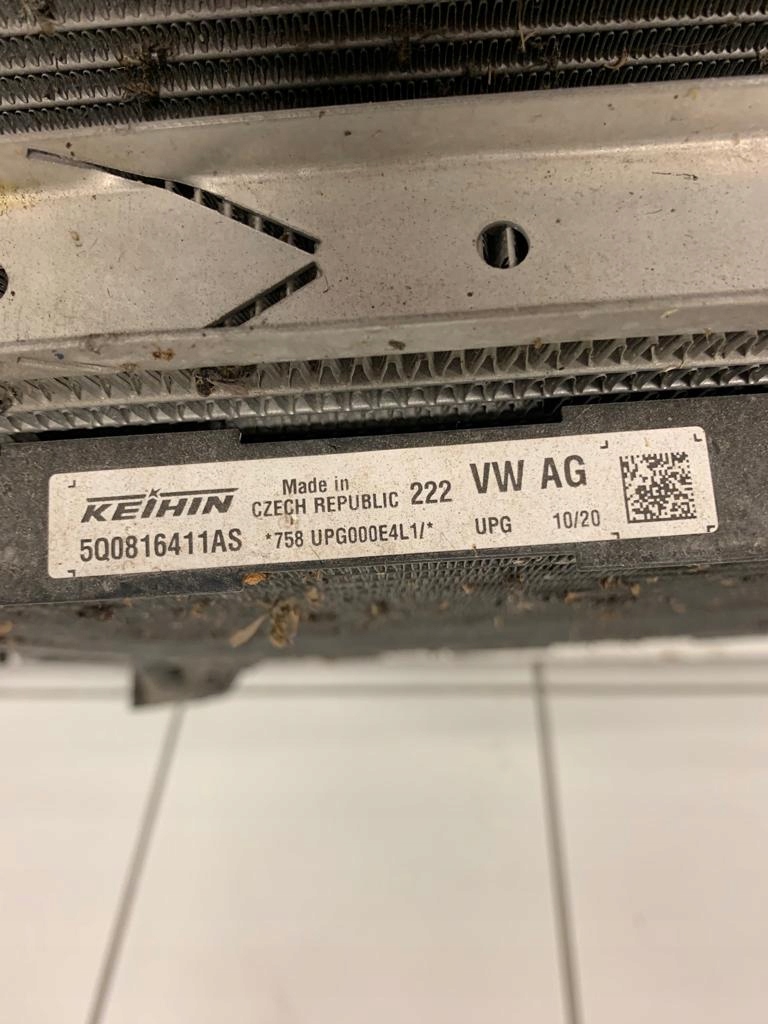 KEIHIN Made in CZECH REPUBLIC 222 VW AG
5Q0816411AS *758 UPG000E4L1/* UPG 10/20